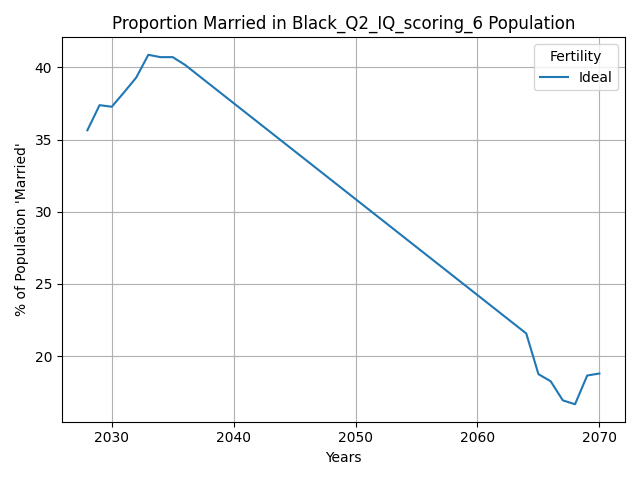 Proportion Married in Black_Q2_IQ_scoring_6 Population
Fertility
Ideal
% of Population 'Married'
40
35
30
25
20
2030 2040 2050 2060 2070
Years